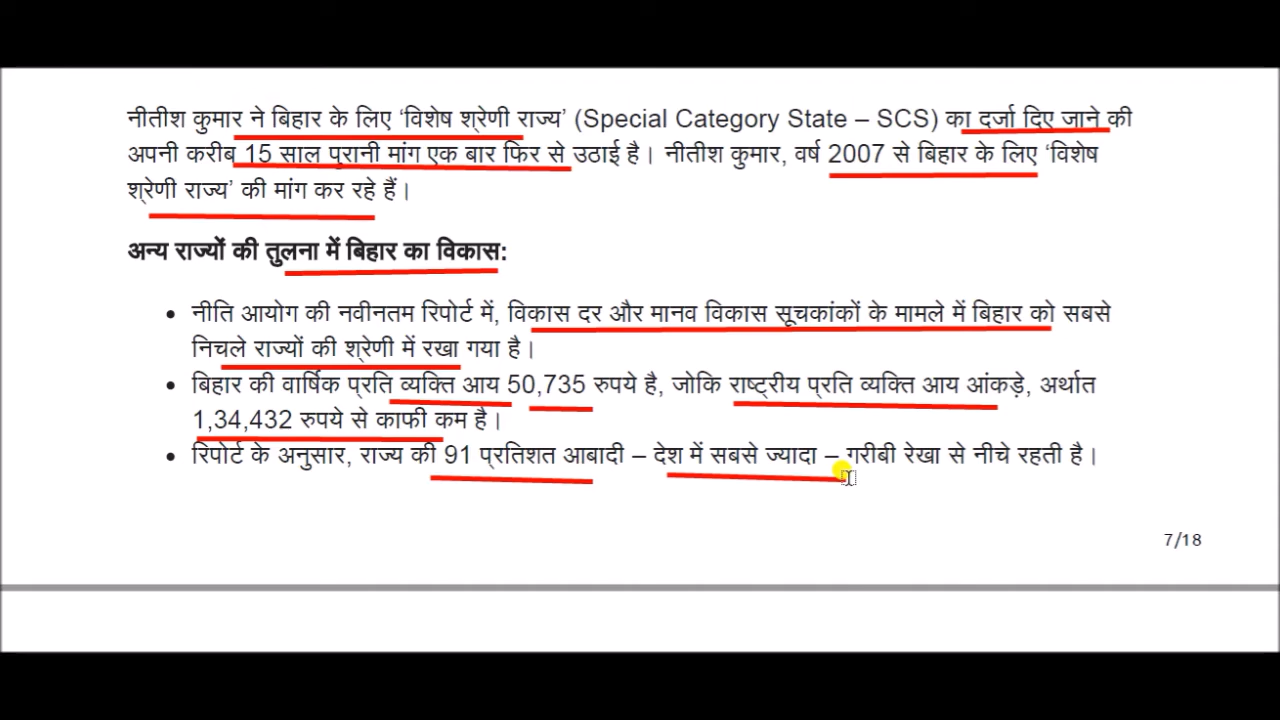 नीतीश कुमार ने बिहार के लिए ‘विशेष श्रेणी राज्य’ (Special Category State – SCS) का दर्जा दिए जाने की
अपनी करीब 15 साल पुरानी मांग एक बार फिर से उठाई है। नीतीश कुमार, वर्ष 2007 से बिहार के लिए ‘विशेष
श्रेणी राज्य’ की मांग कर रहे हैं।
अन्य राज्यों की तुलना में बिहार का विकास:
• नीति आयोग की नवीनतम रिपोर्ट में, विकास दर और मानव विकास सूचकांकों के मामले में बिहार को सबसे
निचले राज्यों की श्रेणी में रखा गया है।
• बिहार की वार्षिक प्रति व्यक्ति आय 50,735 रुपये है, जोकि राष्ट्रीय प्रति व्यक्ति आय आंकड़े, अर्थात
1,34,432 रुपये से काफी कम है।
• रिपोर्ट के अनुसार, राज्य की 91 प्रतिशत आबादी – देश में सबसे ज्यादा – गरीबी रेखा से नीचे रहती है।
7/18